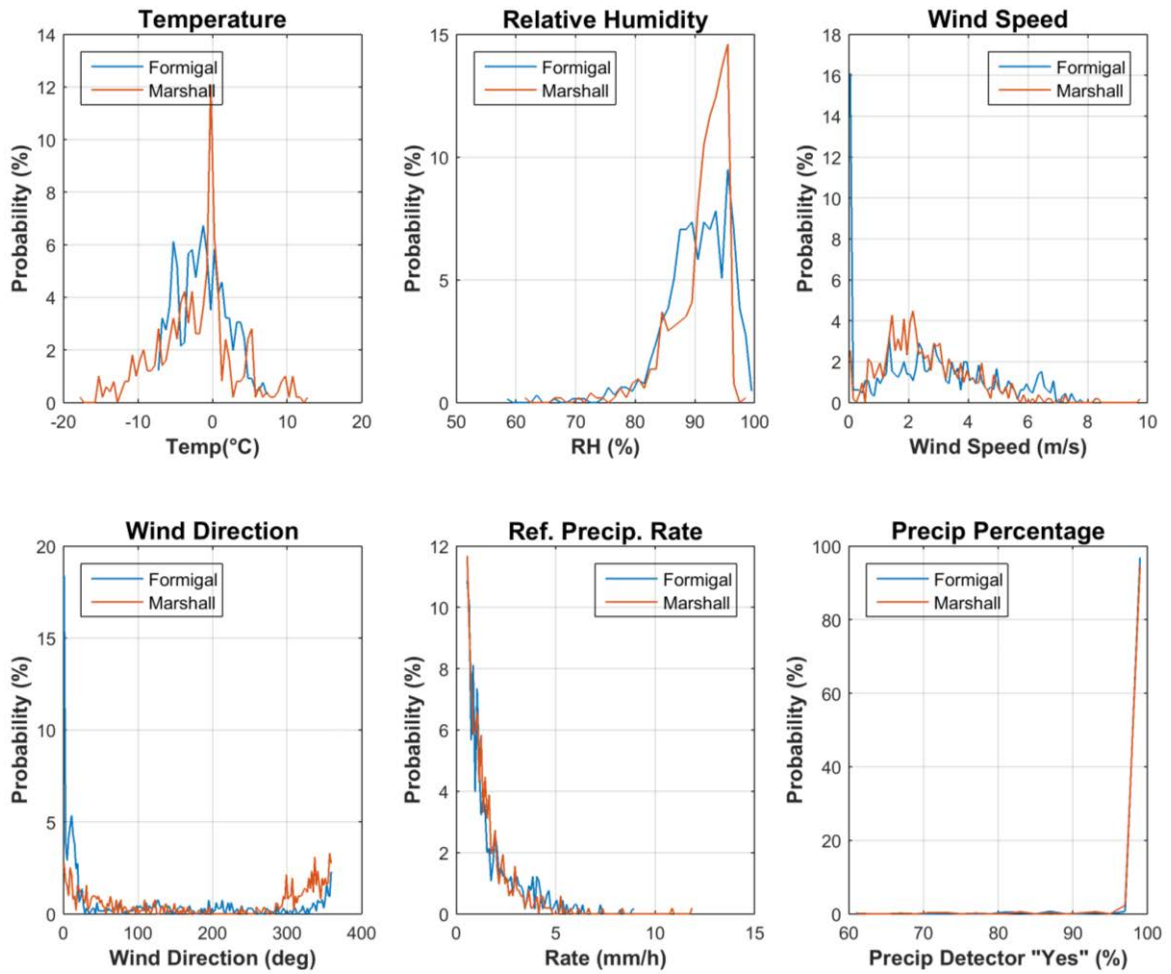 Temperature
Formigal
Marshall
Probability (%)
14
12
10
8
6
4
2
0
-20
-10
0
10
20
Temp(°C)
Relative Humidity
Formigal
Marshall
Probability (%)
15
10
5
0
50
60
70
80
90
100
RH (%)
Wind Speed
Formigal
Marshall
Probability (%)
18
16
14
12
10
8
6
4
2
0
0
2
4
6
8
10
Wind Speed (m/s)
Wind Direction
Formigal
Marshall
Probability (%)
20
15
10
5
0
0
100
200
300
400
Wind Direction (deg)
Ref. Precip. Rate
Formigal
Marshall
Probability (%)
12
10
8
6
4
2
0
0
5
10
15
Rate (mm/h)
Precip Percentage
Formigal
Marshall
Probability (%)
100
80
60
40
20
0
60
70
80
90
100
Precip Detector "Yes" (%)